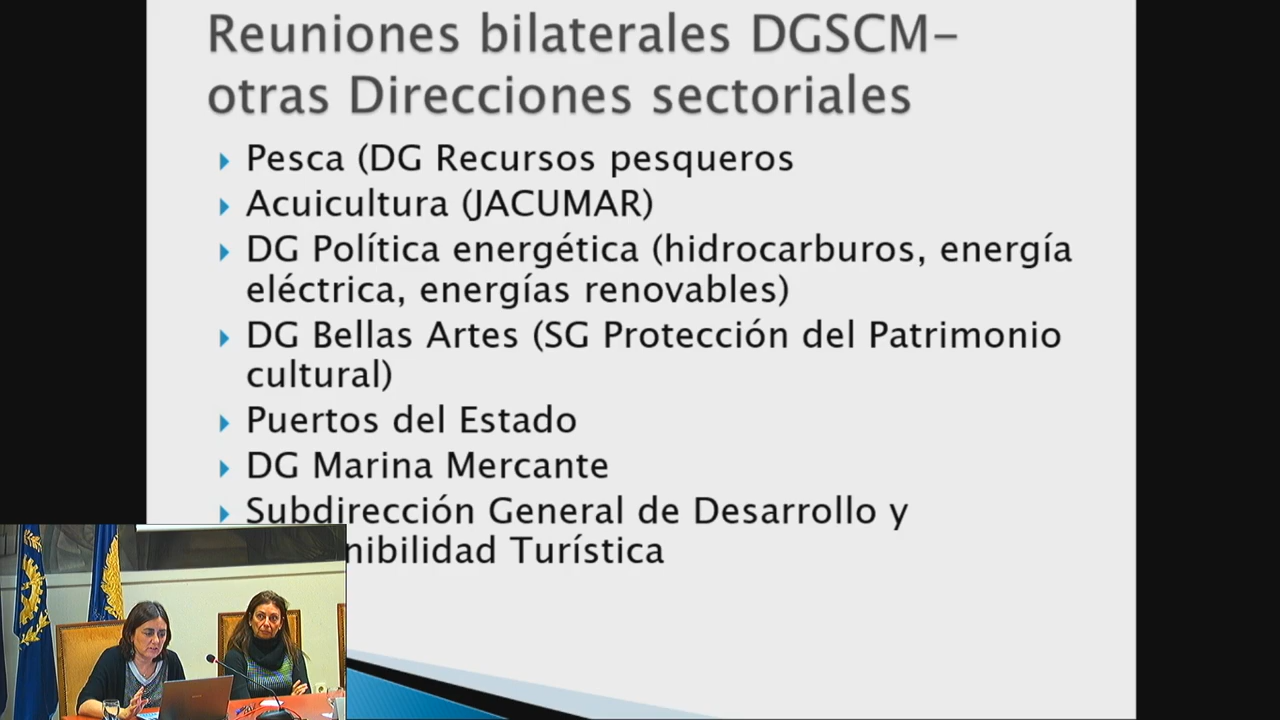 Reuniones bilaterales DGSCM-
otras Direcciones sectoriales
Pesca (DG Recursos pesqueros
Acuicultura (JACUMAR)
DG Política energética (hidrocarburos, energía
eléctrica, energías renovables)
DG Bellas Artes (SG Protección del Patrimonio
cultural)
Puertos del Estado
DG Marina Mercante
Subdirección General de Desarrollo y
Turística